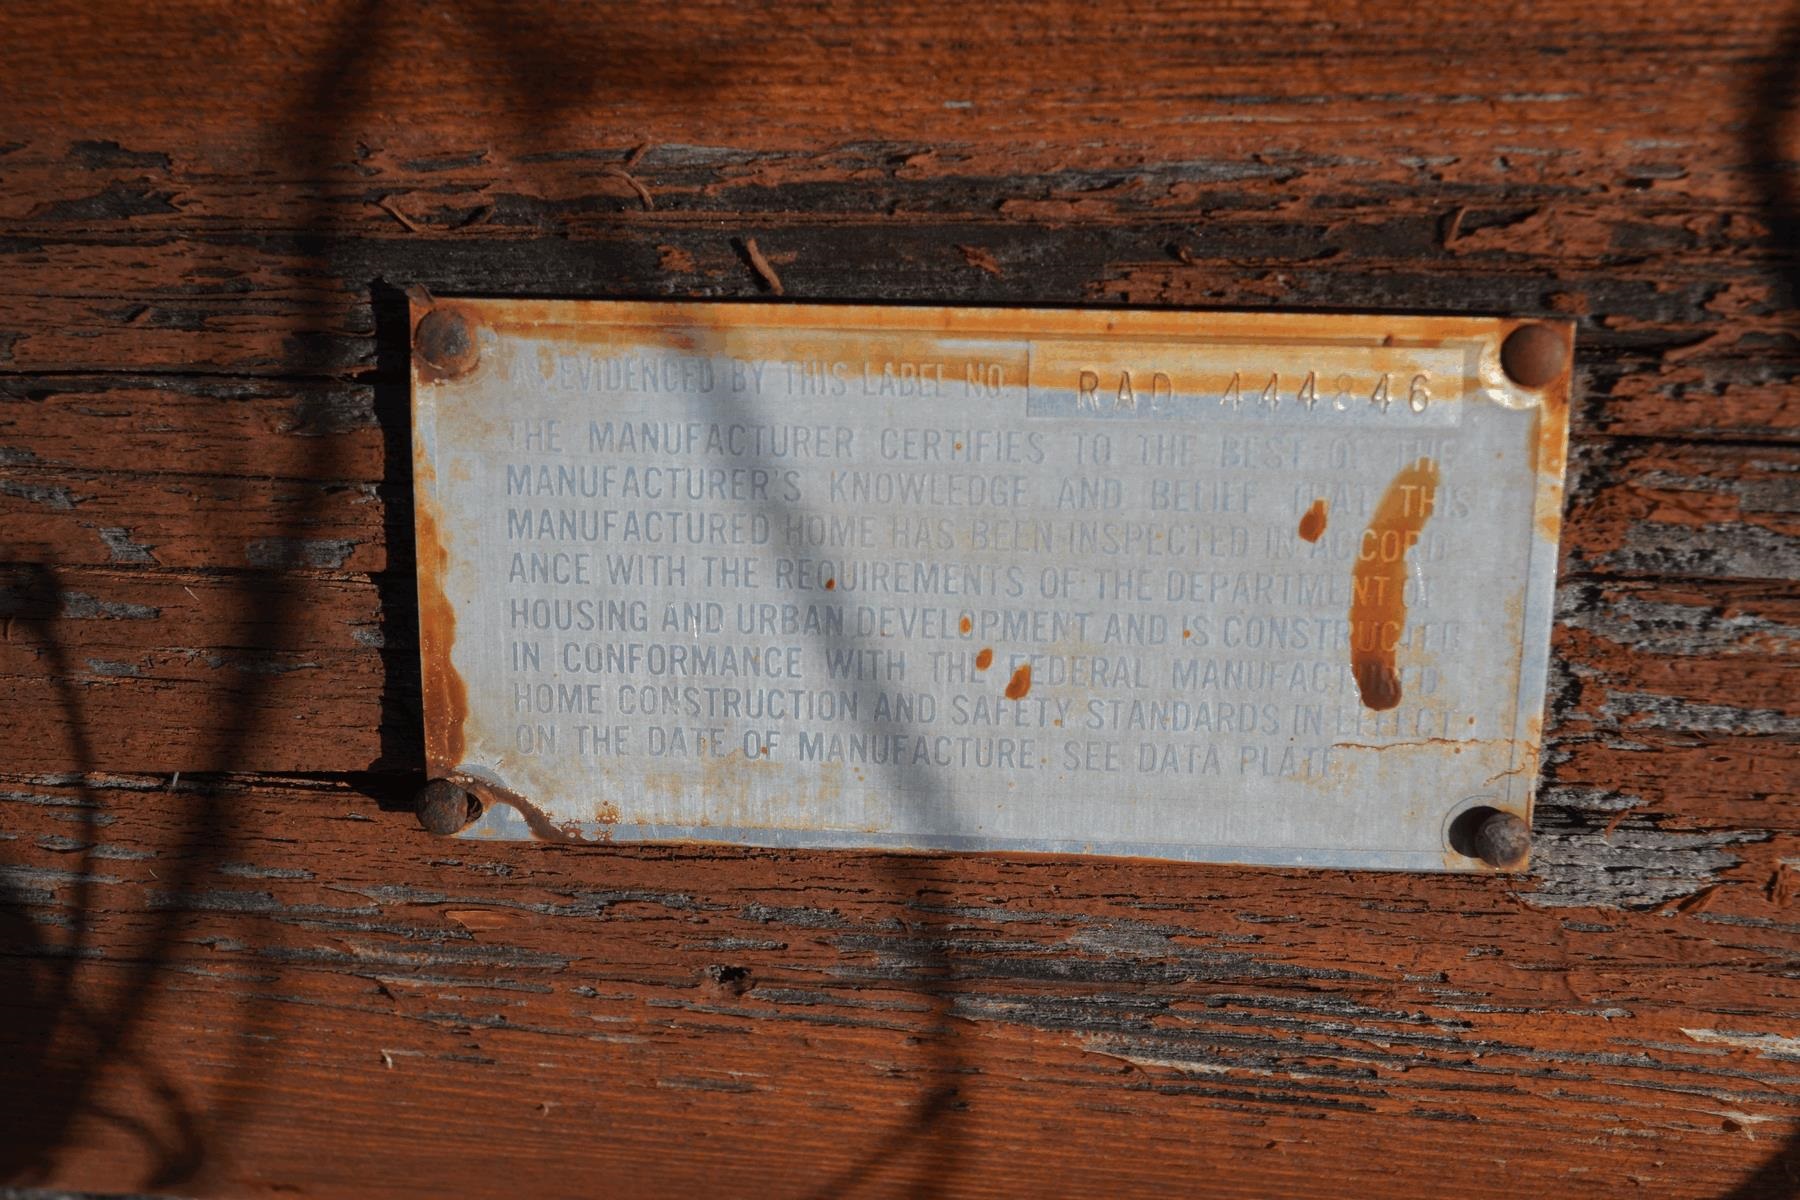 AS EVIDENCED BY THIS LABEL NO. RAD 444846
THE MANUFACTURER CERTIFIES TO THE BEST OF THE
MANUFACTURER'S KNOWLEDGE AND BELIEF THAT THIS
MANUFACTURED HOME HAS BEEN INSPECTED IN ACCORD
ANCE WITH THE REQUIREMENTS OF THE DEPARTMENT OF
HOUSING AND URBAN DEVELOPMENT AND IS CONSTRUCTED
IN CONFORMANCE WITH THE FEDERAL MANUFACTURED
HOME CONSTRUCTION AND SAFETY STANDARDS IN EFFECT
ON THE DATE OF MANUFACTURE. SEE DATA PLATE.